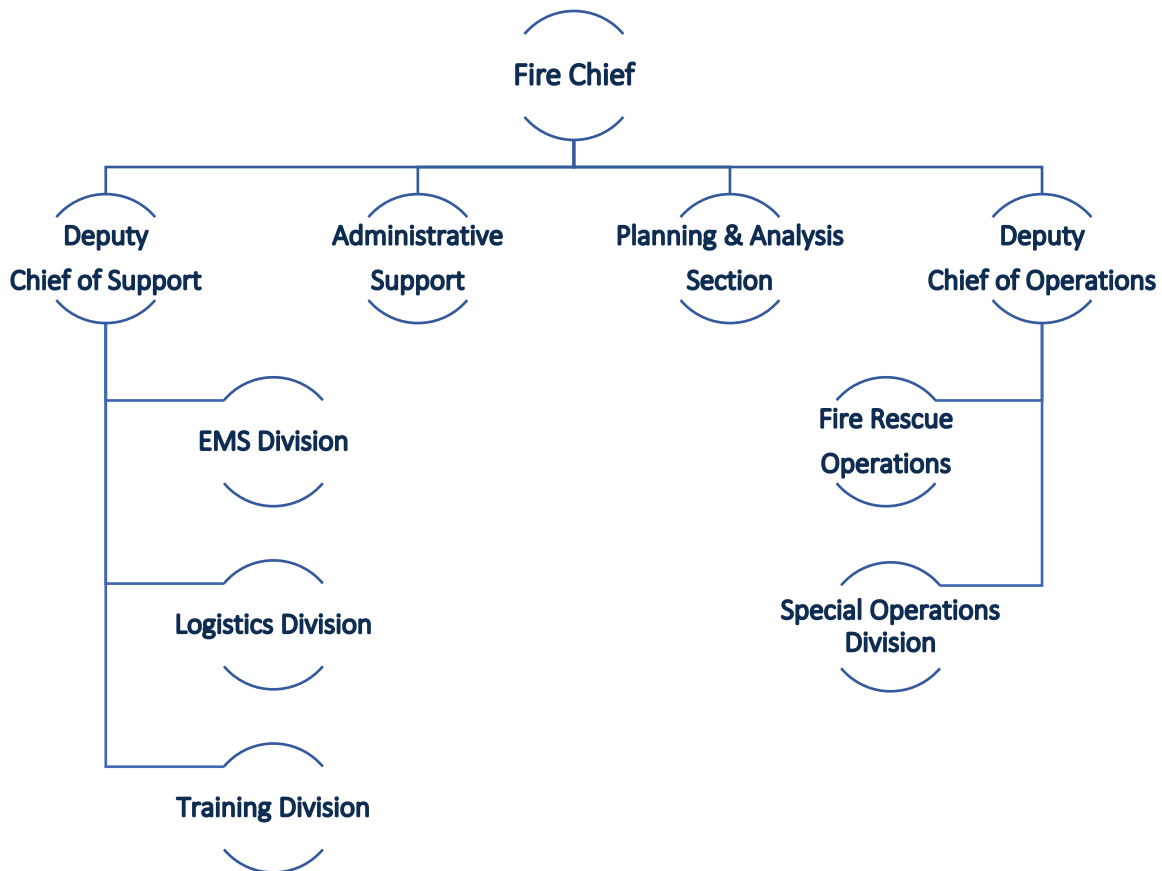 Fire Chief
Deputy
Chief of Support
Administrative
Support
Planning & Analysis
Section
Deputy
Chief of Operations
EMS Division
Fire Rescue
Operations
Logistics Division
Special Operations
Division
Training Division